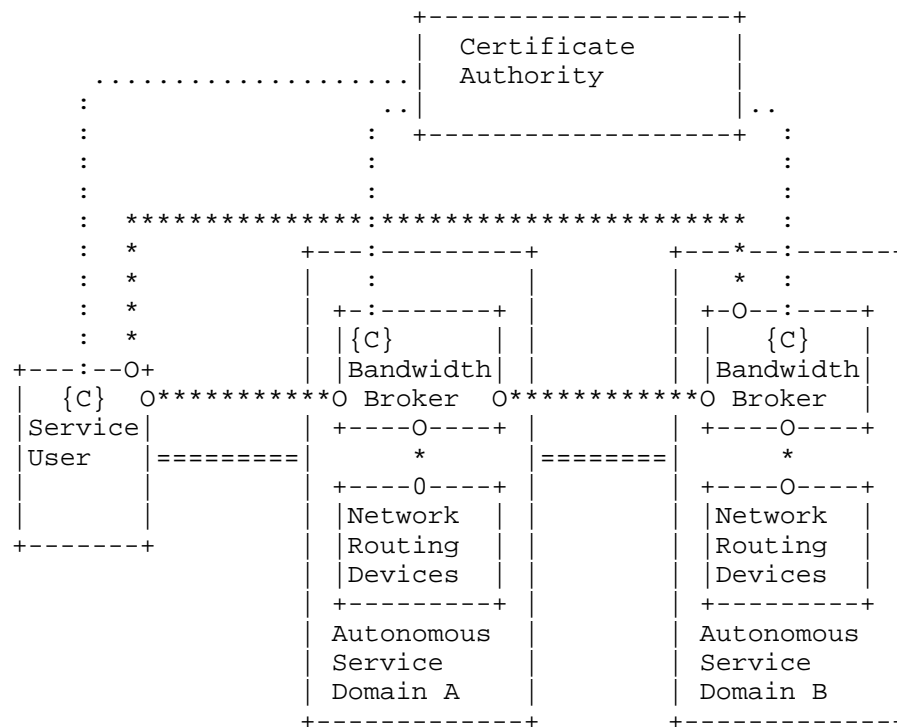 Certificate
Authority
{C}
Bandwidth
Broker
{C}
Bandwidth
Broker
{C}
Service
User
Network
Routing
Devices
Network
Routing
Devices
Autonomous
Service
Domain A
Autonomous
Service
Domain B